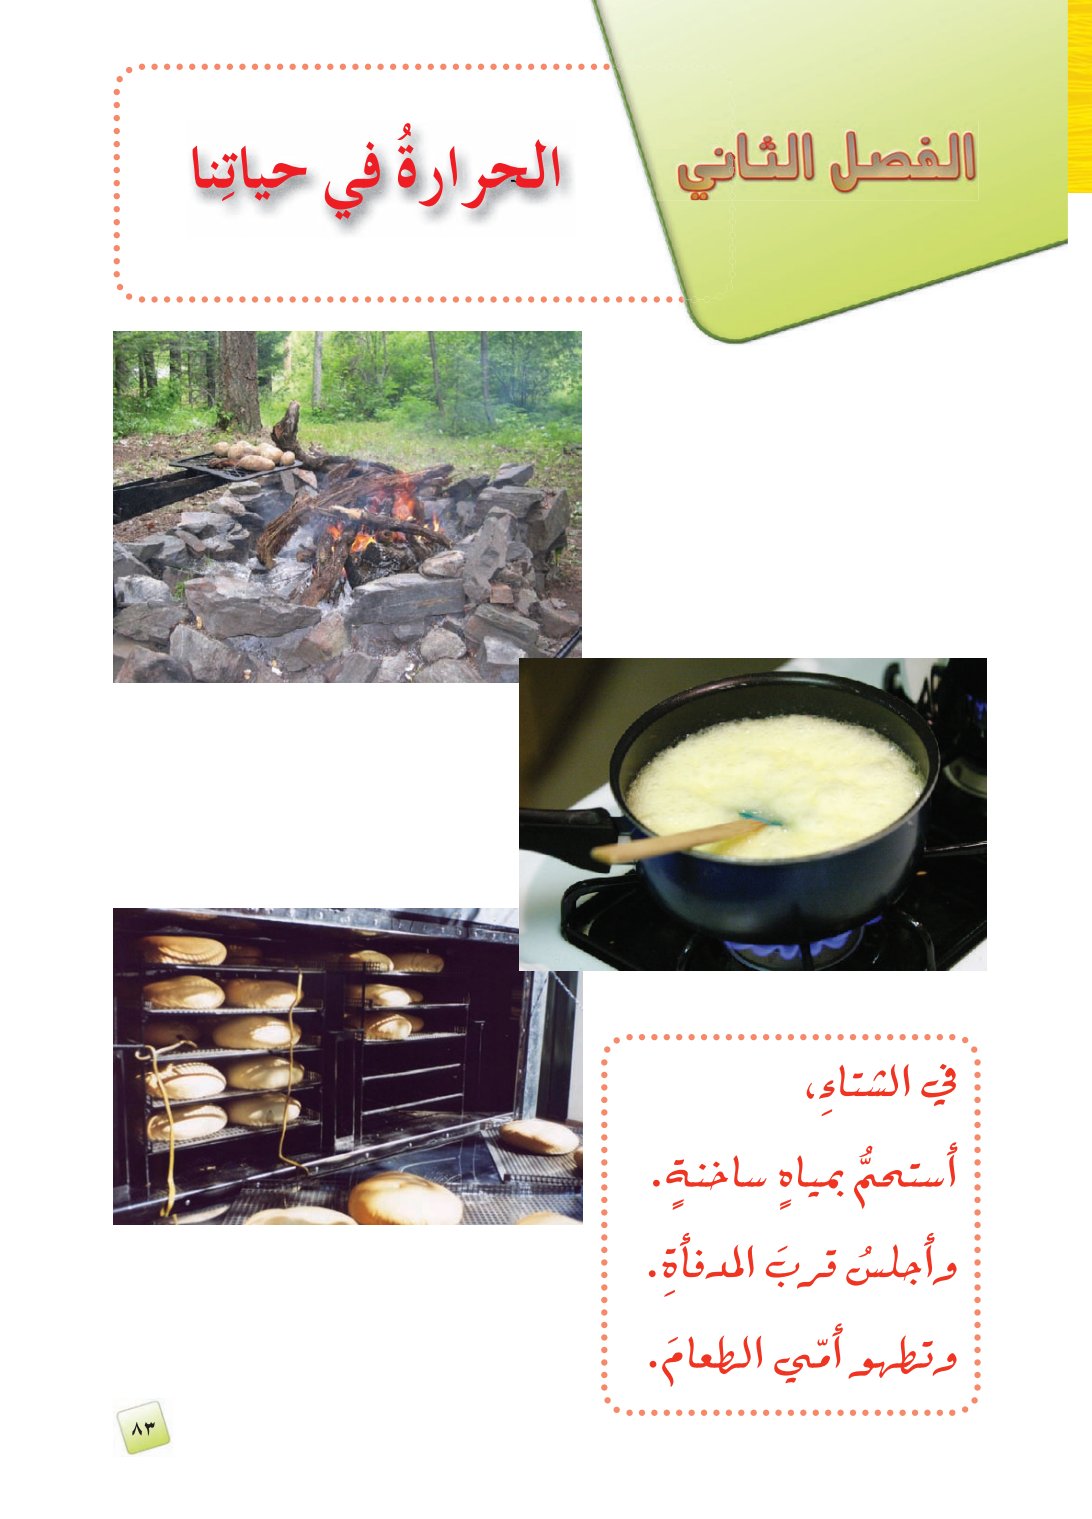 الفصل الثاني
الحرارةُ في حياتِنا
في الشتاءِ،
أستحمُّ بمياهٍ ساخنةٍ.
وأجلسُ قربَ المدفأةِ.
وتطهو أمّي الطعامَ.
٨٣